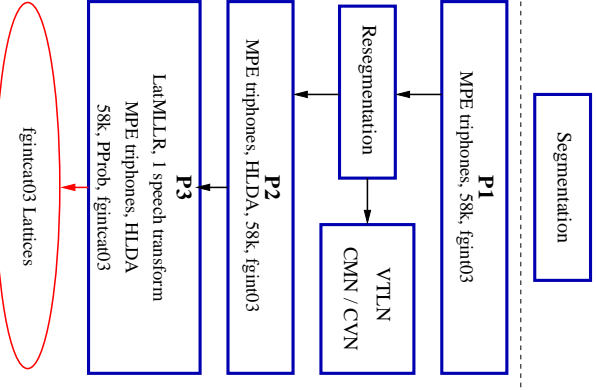 Segmentation
P1
MPE triphones, 58k, fgint03
Resegmentation
VTLN
CMN / CVN
P2
MPE triphones, HLDA, 58k, fgint03
P3
LatMLLR, 1 speech transform
MPE triphones, HLDA
58k, PProb, fgintcat03
fgintcat03 Lattices